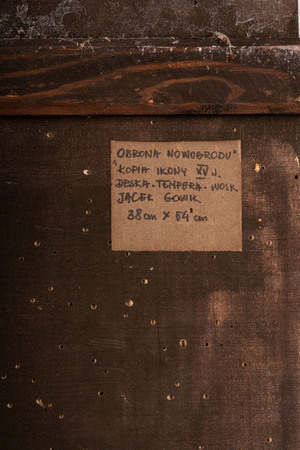 OBRONA NOWOGRODU"
"KOPIA IKONY XV w.
DESKA. TEMPERA. WOSK.
JACEK GOWIK
38 cm X 54 cm